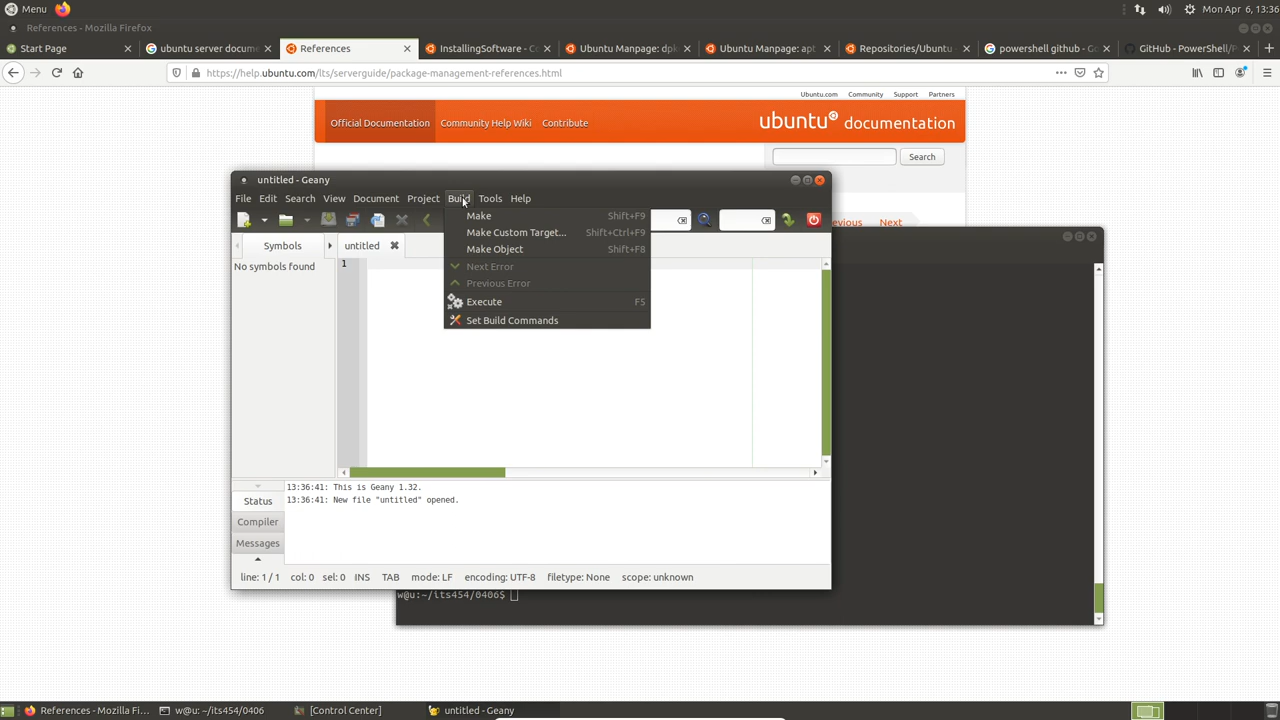 Menu
Mon Apr 6, 13:36
References - Mozilla Firefox
Start Page
ubuntu server docume
References
InstallingSoftware - Co
Ubuntu Manpage: dpk
Ubuntu Manpage: apt
Repositories/Ubuntu -
powershell github - Go
GitHub - PowerShell/P
https://help.ubuntu.com/lts/serverguide/package-management-references.html
Ubuntu.com Community Support Partners
Official Documentation Community Help Wiki Contribute
ubuntu documentation
Search
untitled - Geany
File Edit Search View Document Project Build Tools Help
Make Shift+F9
Make Custom Target... Shift+Ctrl+F9
Make Object Shift+F8
Next Error
Previous Error
Execute F5
Set Build Commands
Symbols
untitled
No symbols found
1
evious Next
Status
Compiler
Messages
13:36:41: This is Geany 1.32.
13:36:41: New file "untitled" opened.
line: 1 / 1 col: 0 sel: 0 INS TAB mode: LF encoding: UTF-8 filetype: None scope: unknown
w@u:~/its454/0406$
References - Mozilla Fi...
w@u: ~/its454/0406
[Control Center]
untitled - Geany